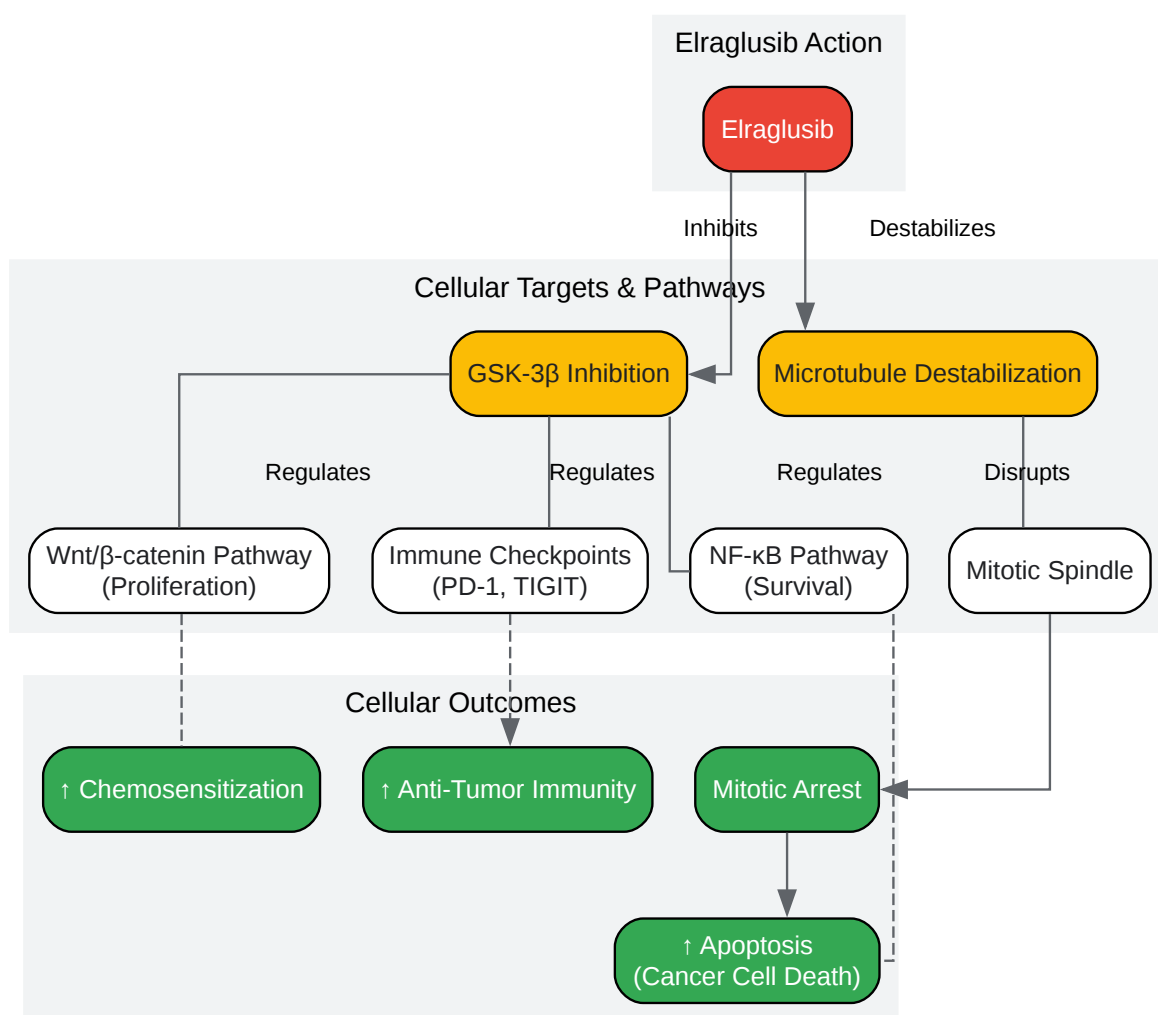 Elraglusib Action
Elraglusib
Inhibits
Destabilizes
Cellular Targets & Pathways
GSK-3β Inhibition
Microtubule Destabilization
Regulates
Regulates
Regulates
Disrupts
Wnt/β-catenin Pathway
(Proliferation)
Immune Checkpoints
(PD-1, TIGIT)
NF-κB Pathway
(Survival)
Mitotic Spindle
Cellular Outcomes
↑ Chemosensitization
↑ Anti-Tumor Immunity
Mitotic Arrest
↑ Apoptosis
(Cancer Cell Death)